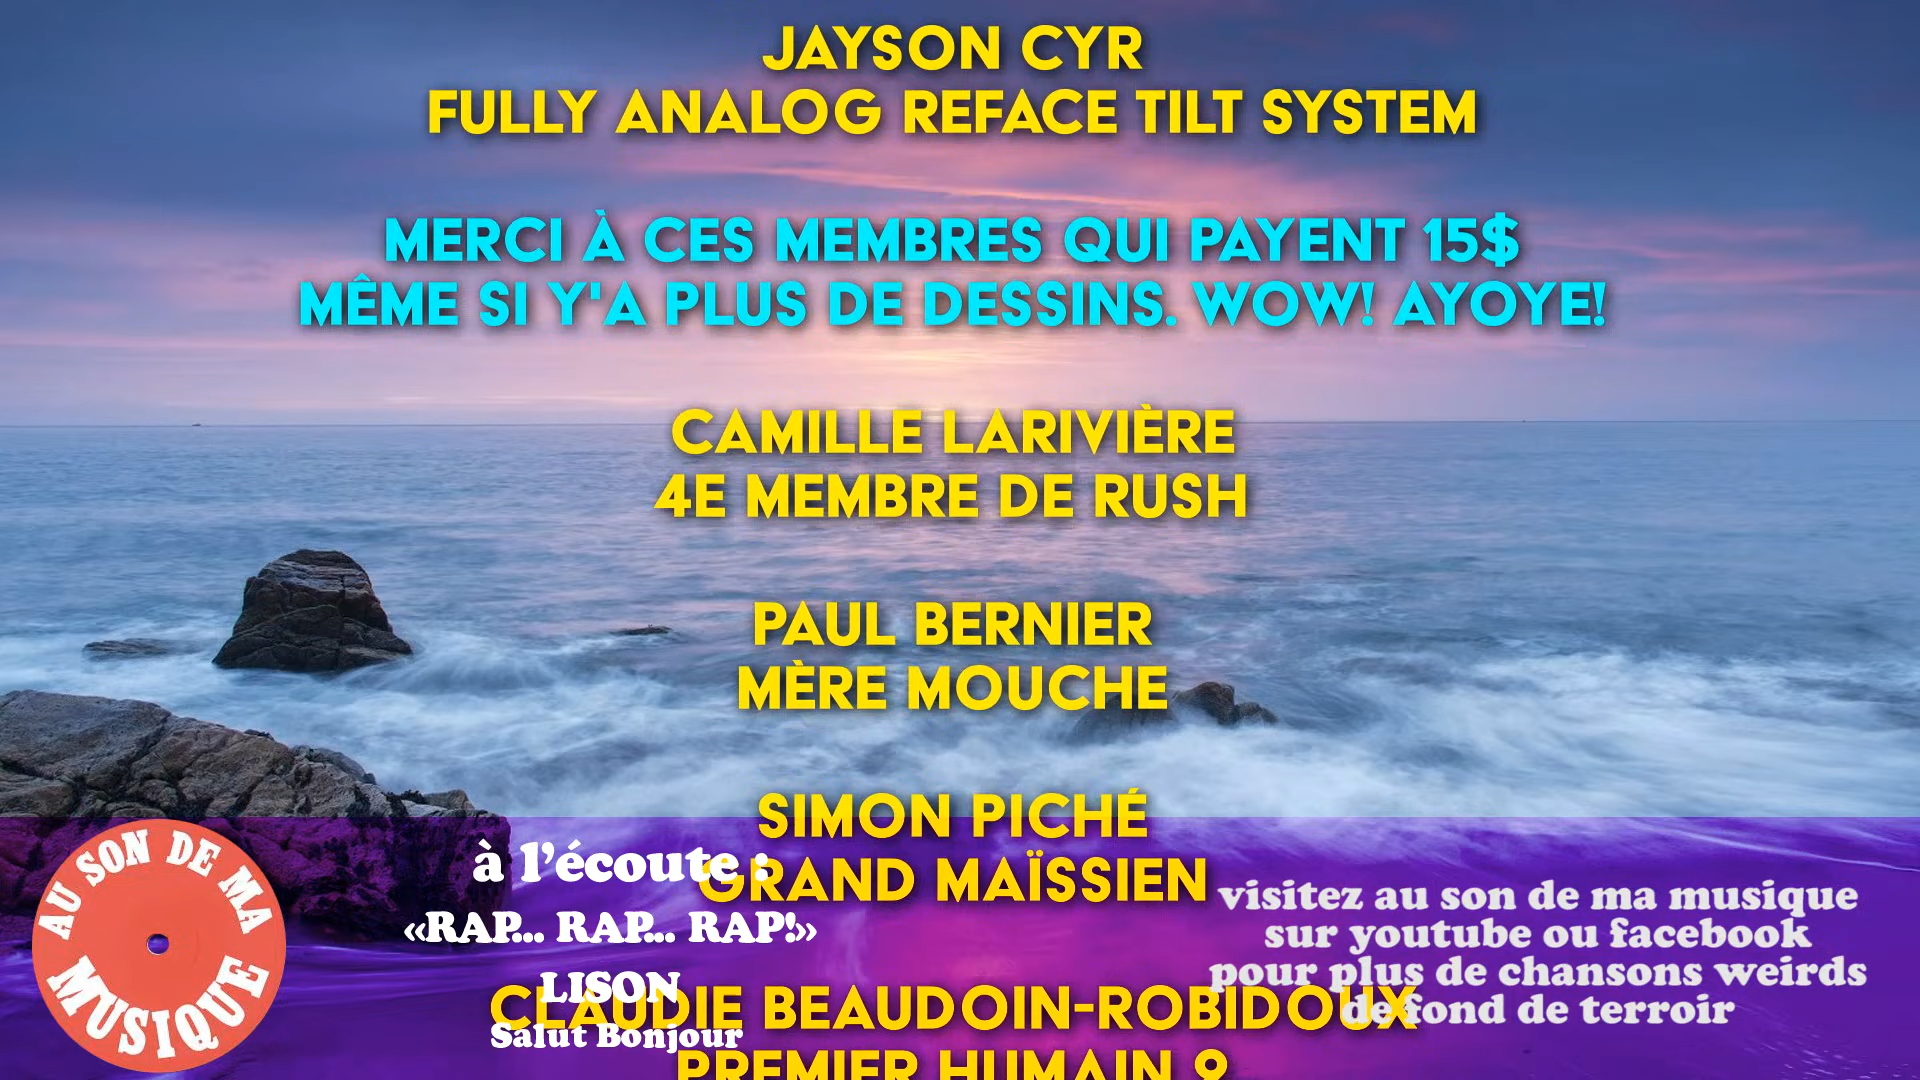 JAYSON CYR
FULLY ANALOG REFACE TILT SYSTEM
MERCI À CES MEMBRES QUI PAYENT 15$
MÊME SI Y'A PLUS DE DESSINS. WOW! AYOYE!
CAMILLE LARIVIÈRE
4E MEMBRE DE RUSH
PAUL BERNIER
MÈRE MOUCHE
SIMON PICHÉ
GRAND MAÏSSIEN
CLAUDIE BEAUDOIN-ROBIDOUX
PREMIER HUMAIN
AU SON DE MA
MUSIQUE
à l’écoute :
«RAP... RAP... RAP!»
LISON
Salut Bonjour
visitez au son de ma musique
sur youtube ou facebook
pour plus de chansons weirds
de fond de terroir